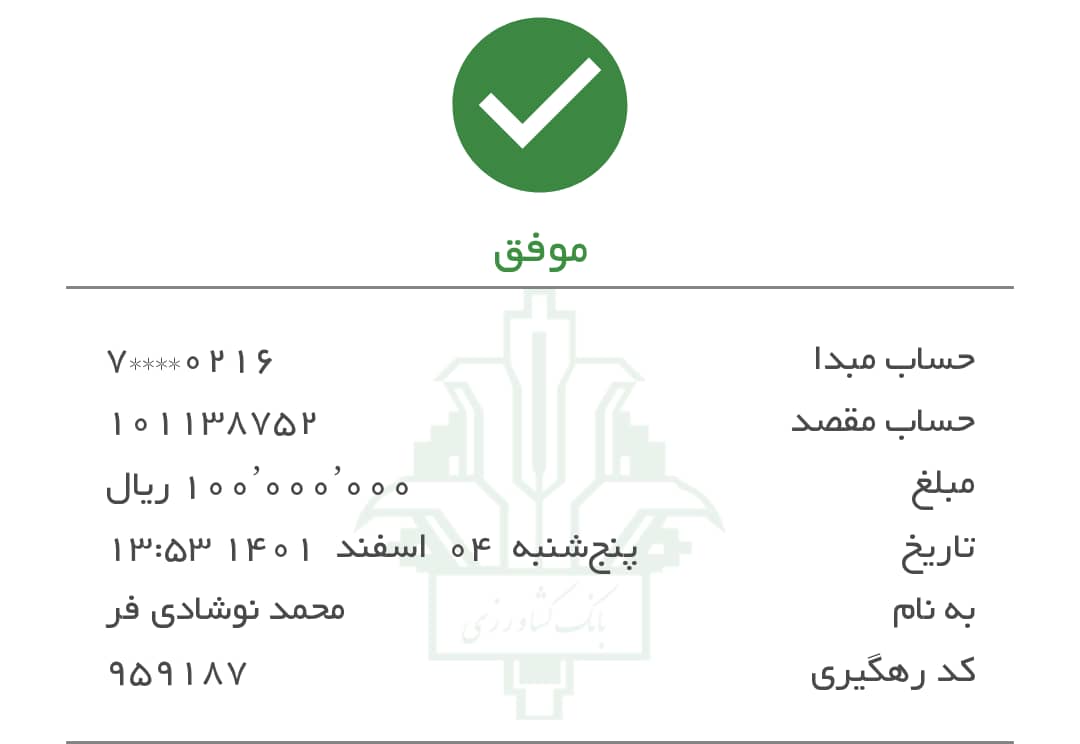 موفق
حساب مبدا ۷****۰۲۱۶
حساب مقصد ۱۰۱۱۳۸۷۵۲
مبلغ ۱۰۰٬۰۰۰٬۰۰۰ ریال
تاریخ پنج‌شنبه ۰۴ اسفند ۱۴۰۱ ۱۳:۵۳
به نام محمد نوشادی فر
کد رهگیری ۹۵۹۱۸۷
بانک کشاورزی